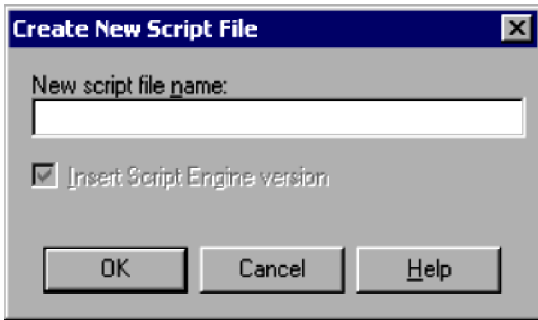 Create New Script File
New script file name:
Insert Script Engine version
OK
Cancel
Help